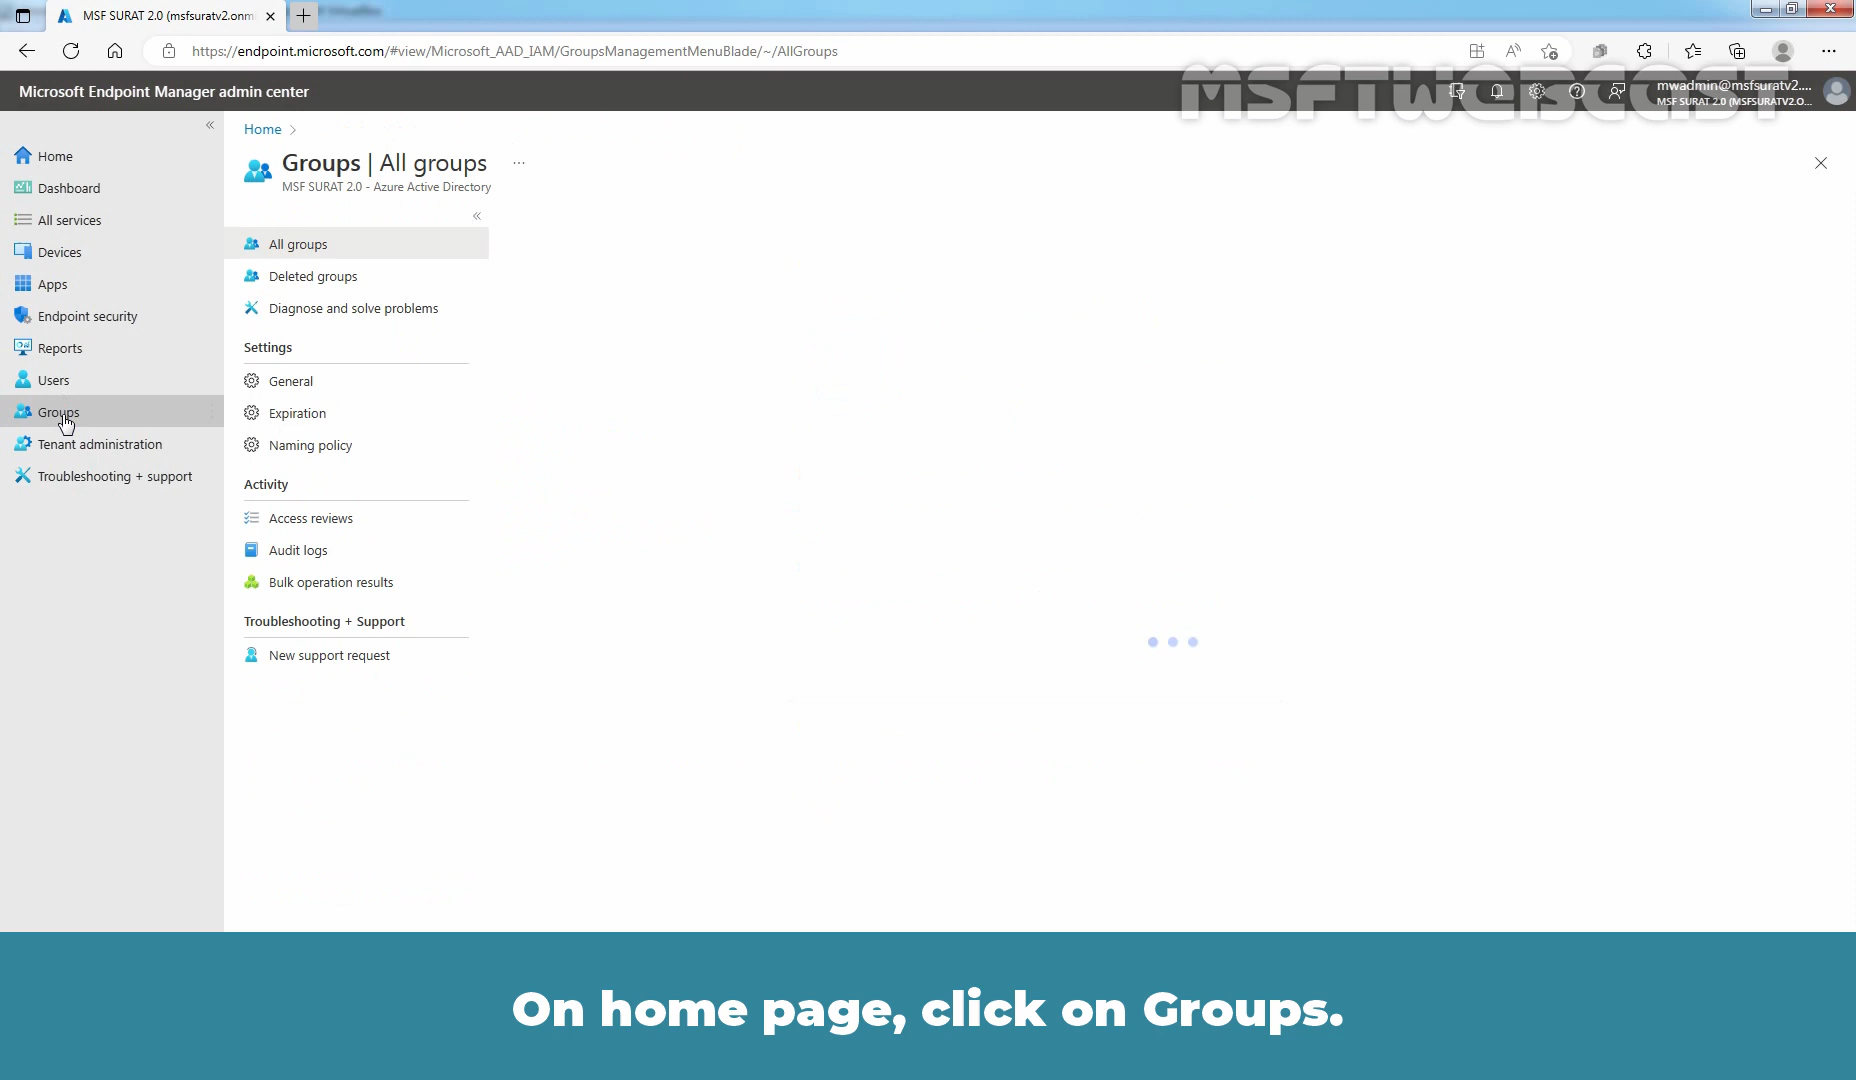 MSF SURAT 2.0 (msfsuratv2.onm
https://endpoint.microsoft.com/#view/Microsoft_AAD_IAM/GroupsManagementMenuBlade/~/AllGroups
MSFTWEBCAST
Microsoft Endpoint Manager admin center
mwadmin@msfsuratv2....
MSF SURAT 2.0 (MSFSURATV2.O...
Home
Dashboard
All services
Devices
Apps
Endpoint security
Reports
Users
Groups
Tenant administration
Troubleshooting + support
Home
Groups | All groups
MSF SURAT 2.0 - Azure Active Directory
All groups
Deleted groups
Diagnose and solve problems
Settings
General
Expiration
Naming policy
Activity
Access reviews
Audit logs
Bulk operation results
Troubleshooting + Support
New support request
On home page, click on Groups.